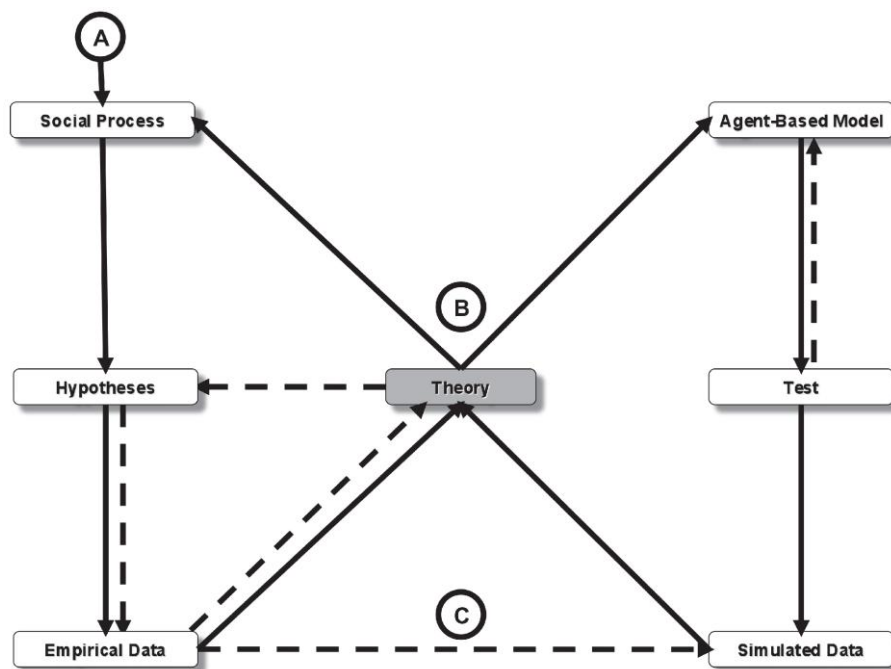 A
Social Process
Agent-Based Model
B
Hypotheses
Theory
Test
C
Empirical Data
Simulated Data